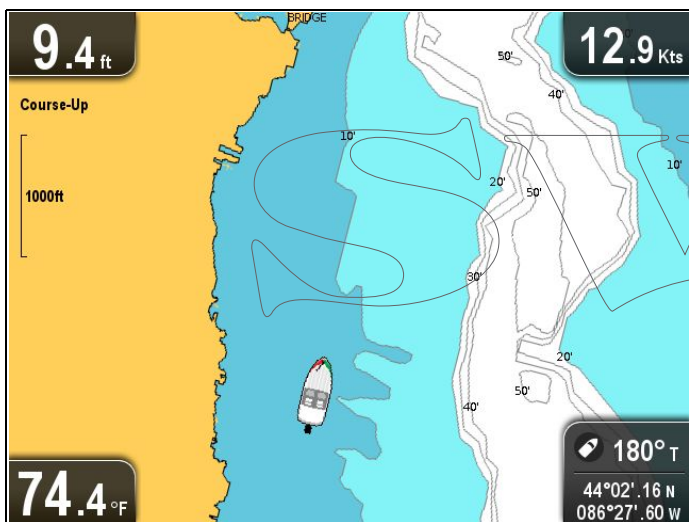 BRIDGE
9.4 ft
12.9 Kts
Course-Up
1000ft
50'
40'
10'
10'
20'
50'
30'
20'
50'
40'
74.4 °F
180° T
44°02'.16 N
086°27'.60 W